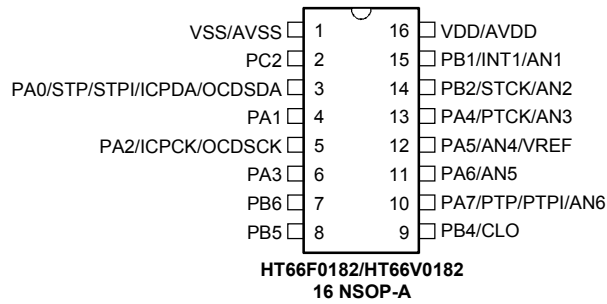 VSS/AVSS 1 16 VDD/AVDD
PC2 2 15 PB1/INT1/AN1
PA0/STP/STPI/ICPDA/OCDSDA 3 14 PB2/STCK/AN2
PA1 4 13 PA4/PTCK/AN3
PA2/ICPCK/OCDSCK 5 12 PA5/AN4/VREF
PA3 6 11 PA6/AN5
PB6 7 10 PA7/PTP/PTPI/AN6
PB5 8 9 PB4/CLO
HT66F0182/HT66V0182
16 NSOP-A